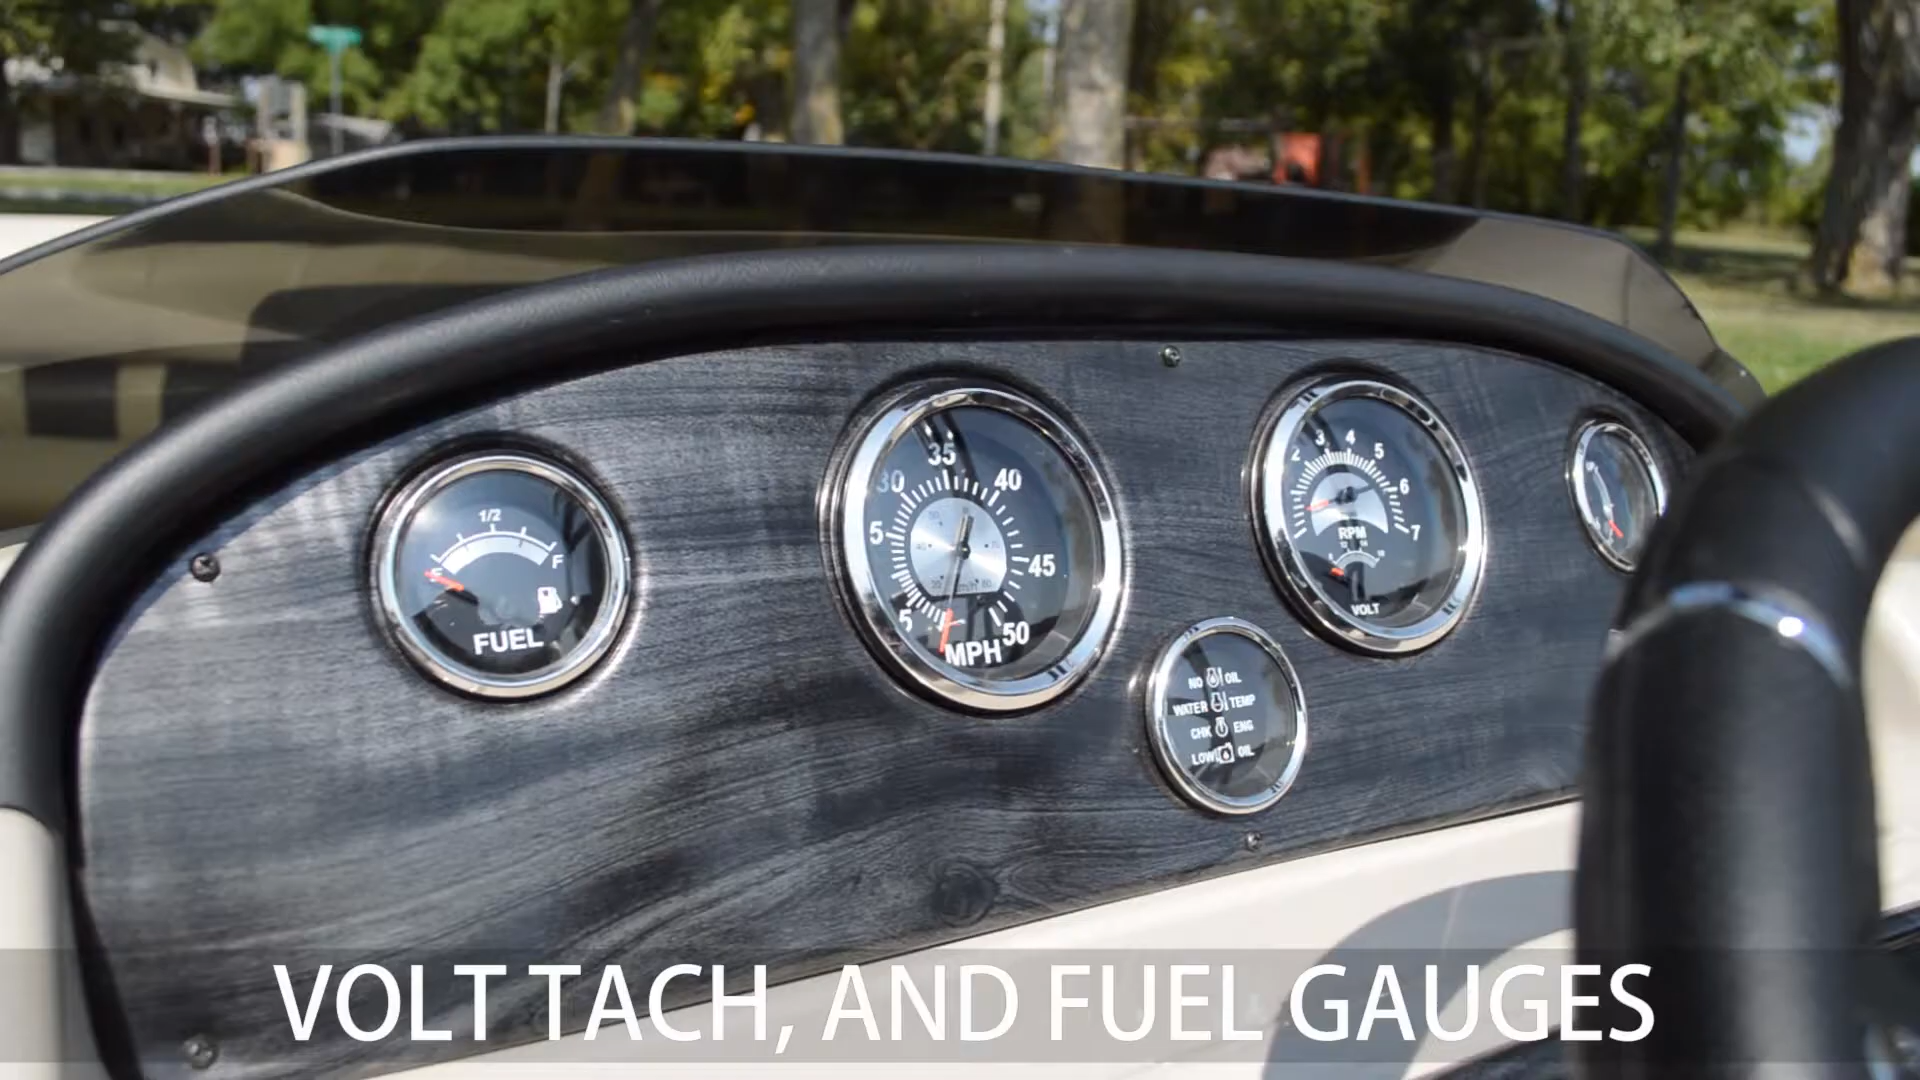 1/2
F
FUEL
30
35
40
5
45
5
50
MPH
2
3
4
5
6
7
RPM
VOLT
NO OIL
WATER TEMP
CHK ENG
LOW OIL
VOLT TACH, AND FUEL GAUGES